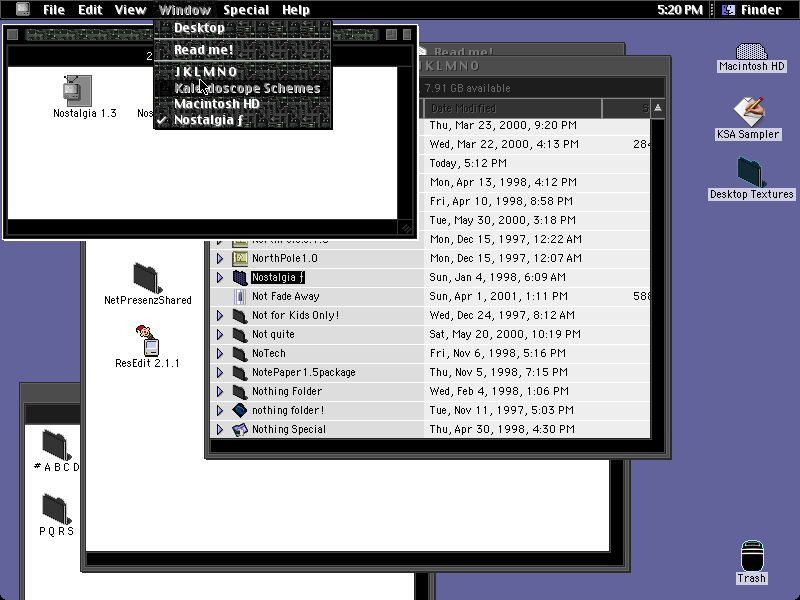 File Edit View Window Special Help 5:20 PM Finder
Desktop
Read me!
J K L M N O
Kaleidoscope Schemes
Macintosh HD
✓ Nostalgia ƒ
2
Nostalgia 1.3
Nos
Read me!
J K L M N O
7.91 GB available
Date Modified S
Thu, Mar 23, 2000, 9:20 PM
Wed, Mar 22, 2000, 4:13 PM 284
Today, 5:12 PM
Mon, Apr 13, 1998, 4:12 PM
Fri, Apr 10, 1998, 8:58 PM
Tue, May 30, 2000, 3:18 PM
Mon, Dec 15, 1997, 12:22 AM
NorthPole1.0 Mon, Dec 15, 1997, 12:07 AM
Nostalgia ƒ Sun, Jan 4, 1998, 6:09 AM
Not Fade Away Sun, Apr 1, 2001, 1:11 PM 588
Not for Kids Only! Wed, Dec 24, 1997, 8:12 AM
Not quite Sat, May 20, 2000, 10:19 PM
NoTech Fri, Nov 6, 1998, 5:16 PM
NotePaper1.5package Thu, Nov 5, 1998, 7:15 PM
Nothing Folder Wed, Feb 4, 1998, 1:06 PM
nothing folder! Tue, Nov 11, 1997, 5:03 PM
Nothing Special Thu, Apr 30, 1998, 4:30 PM
NetPresenzShared
ResEdit 2.1.1
# A B C D
P Q R S
Macintosh HD
KSA Sampler
Desktop Textures
Trash